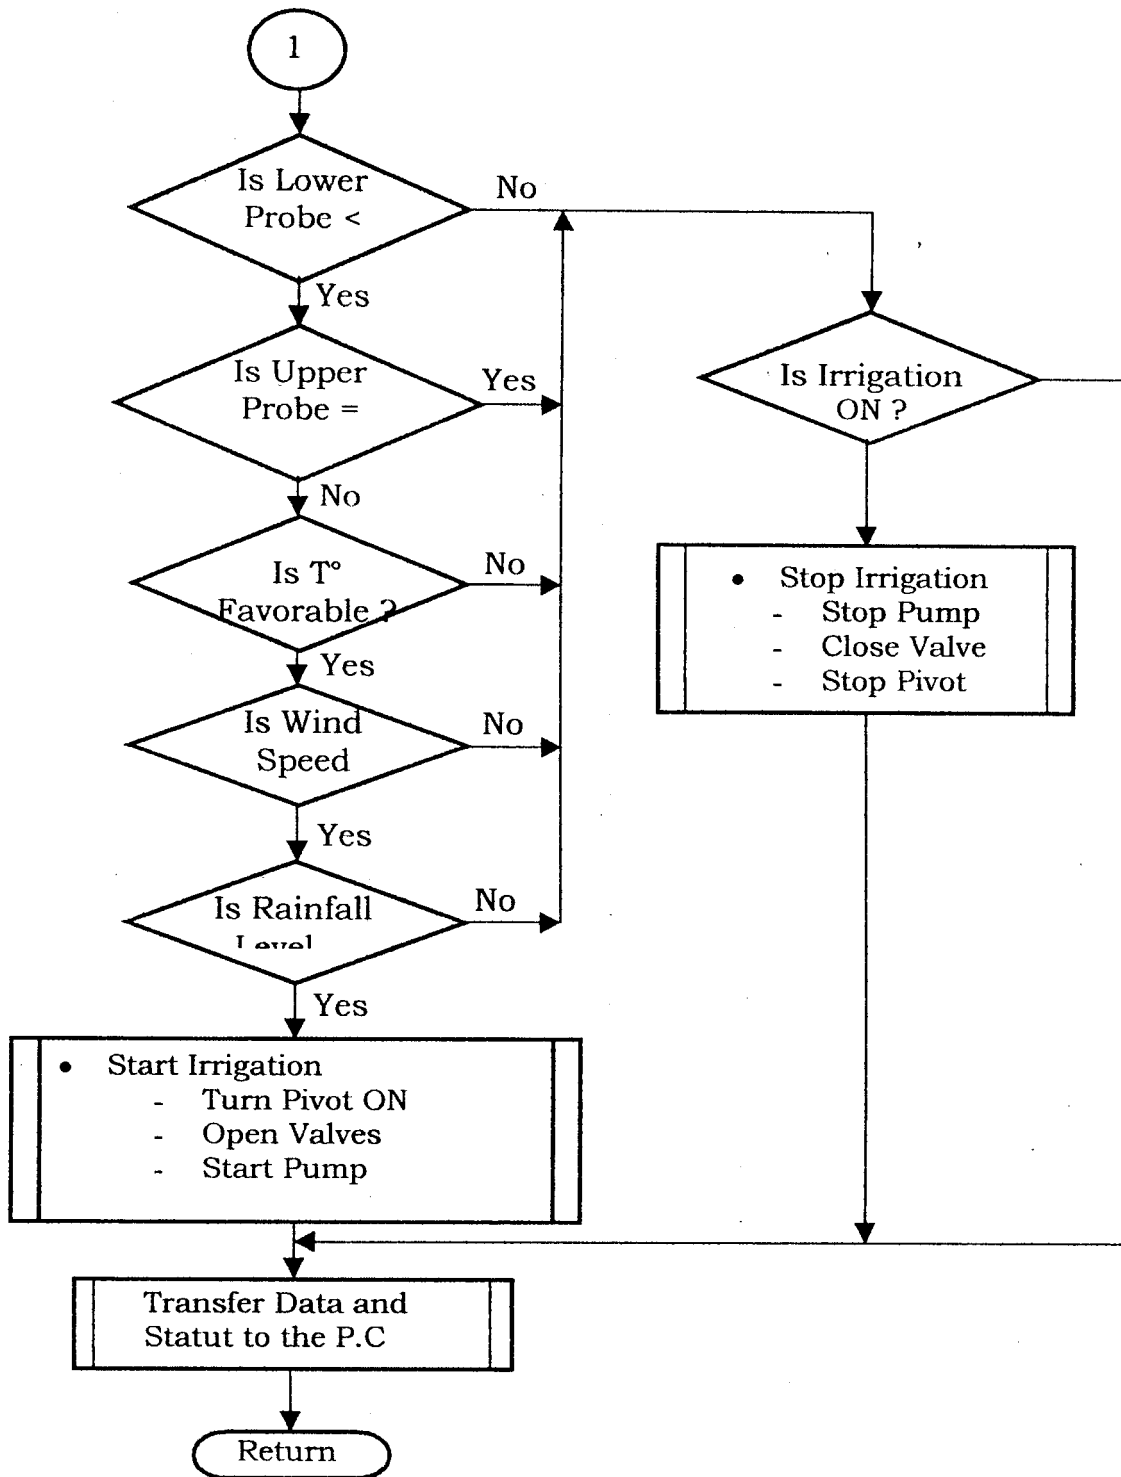 1
Is Lower
Probe <
No
Yes
Is Upper
Probe =
Yes
No
Is T°
Favorable ?
No
Yes
Is Wind
Speed
No
Yes
Is Rainfall
Level
No
Yes
• Start Irrigation
- Turn Pivot ON
- Open Valves
- Start Pump
Is Irrigation
ON ?
• Stop Irrigation
- Stop Pump
- Close Valve
- Stop Pivot
Transfer Data and
Statut to the P.C
Return